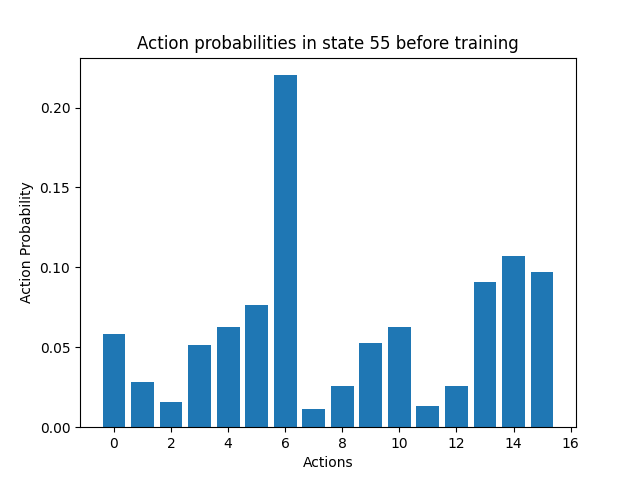 Action probabilities in state 55 before training
Action Probability
0.20
0.15
0.10
0.05
0.00
0 2 4 6 8 10 12 14 16
Actions